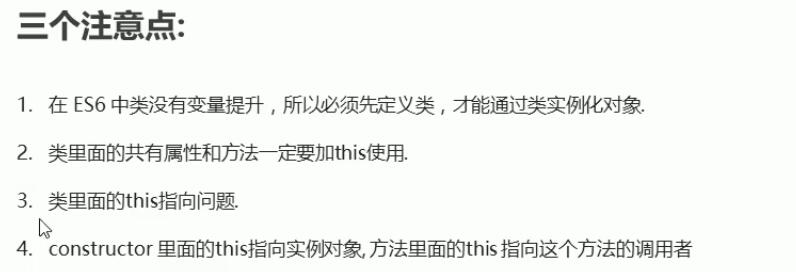 三个注意点:
1. 在 ES6 中类没有变量提升，所以必须先定义类，才能通过类实例化对象.
2. 类里面的共有属性和方法一定要加this使用.
3. 类里面的this指向问题.
4. constructor 里面的this指向实例对象, 方法里面的this 指向这个方法的调用者